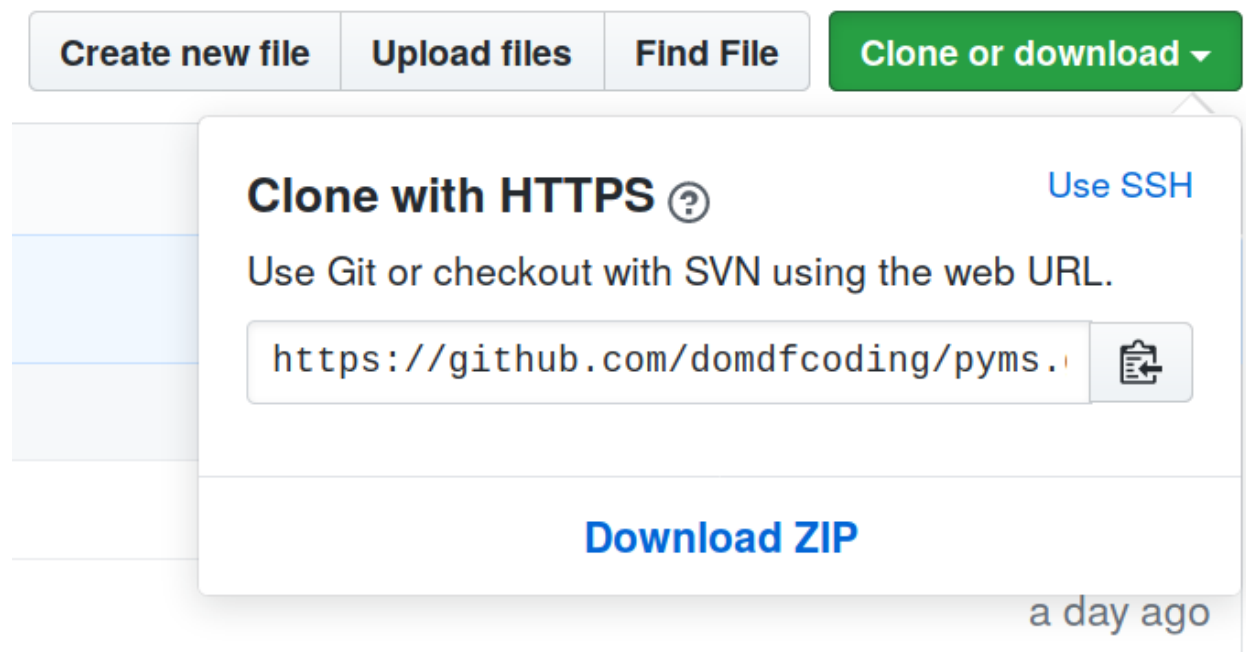 Create new file Upload files Find File Clone or download
Clone with HTTPS Use SSH
Use Git or checkout with SVN using the web URL.
https://github.com/domdfcoding/pyms.
Download ZIP
a day ago